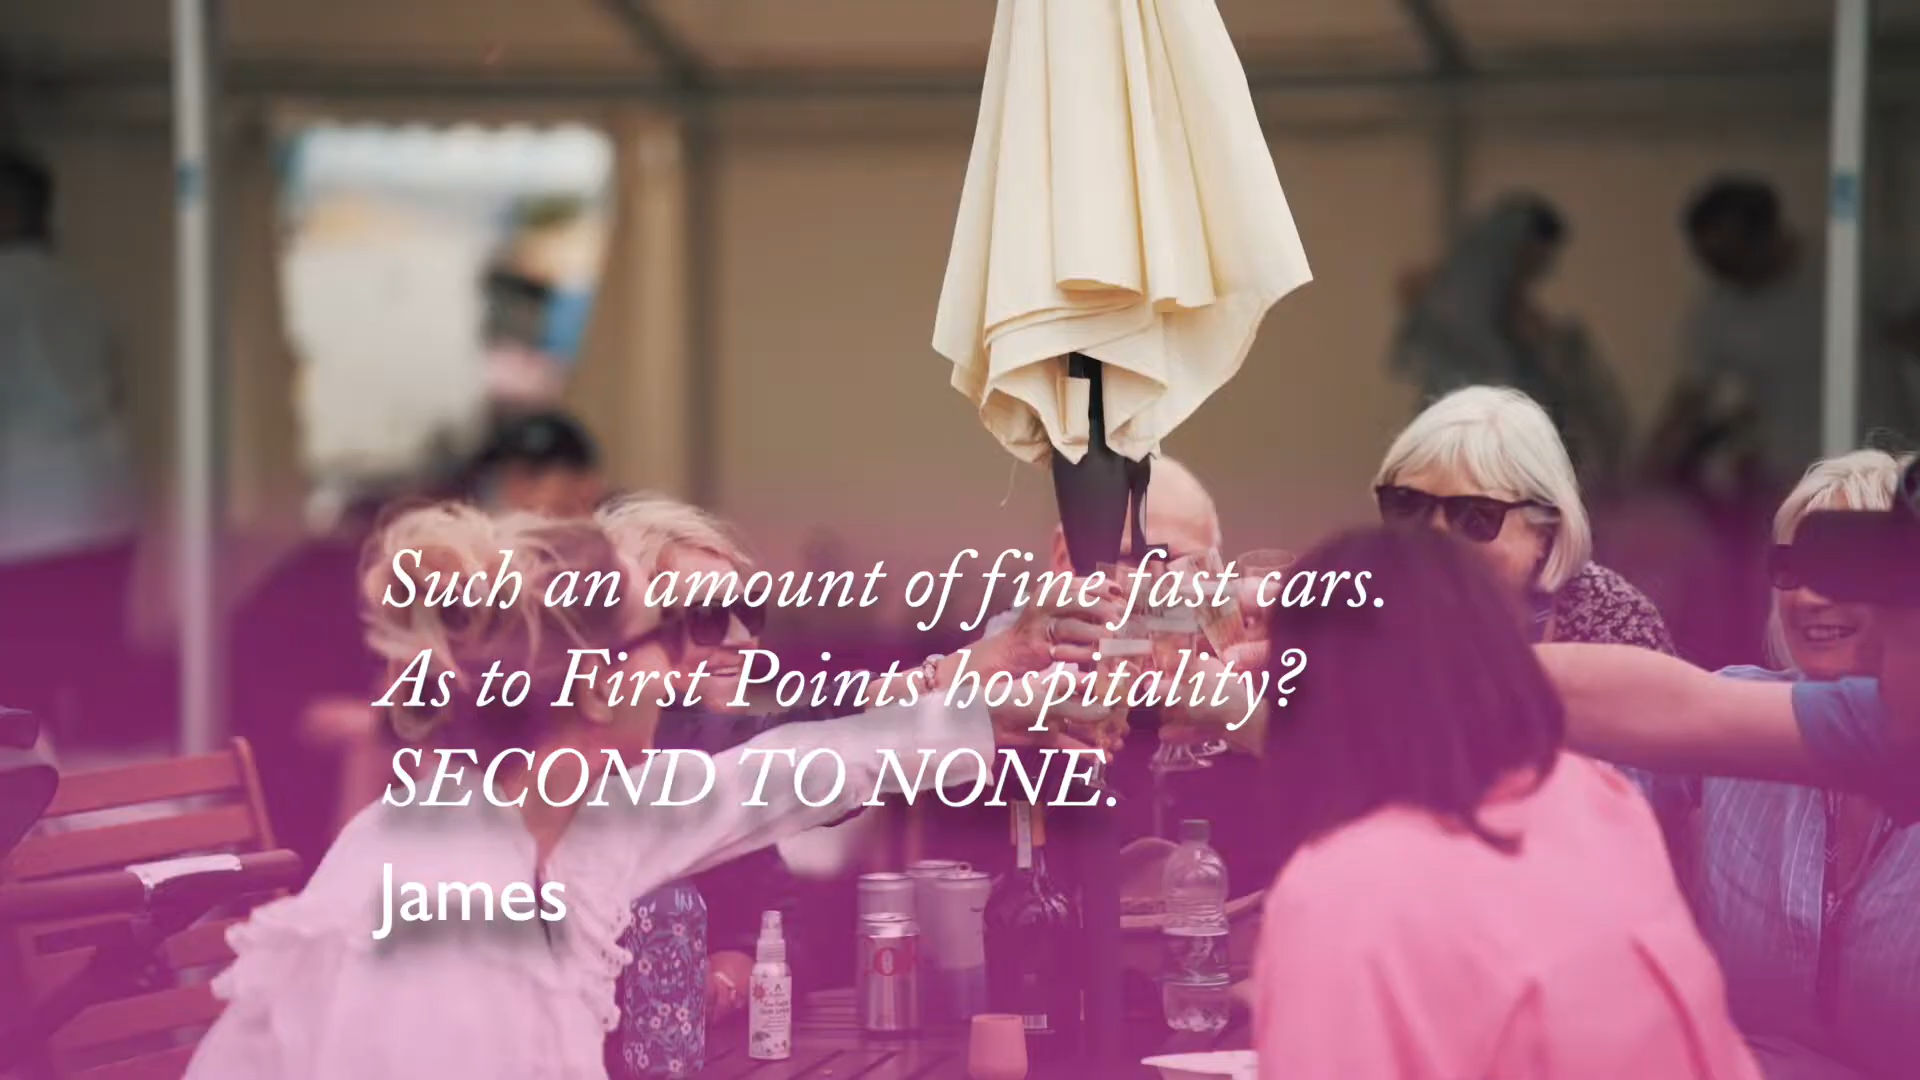 Such an amount of fine fast cars.
As to First Points hospitality?
SECOND TO NONE.
James